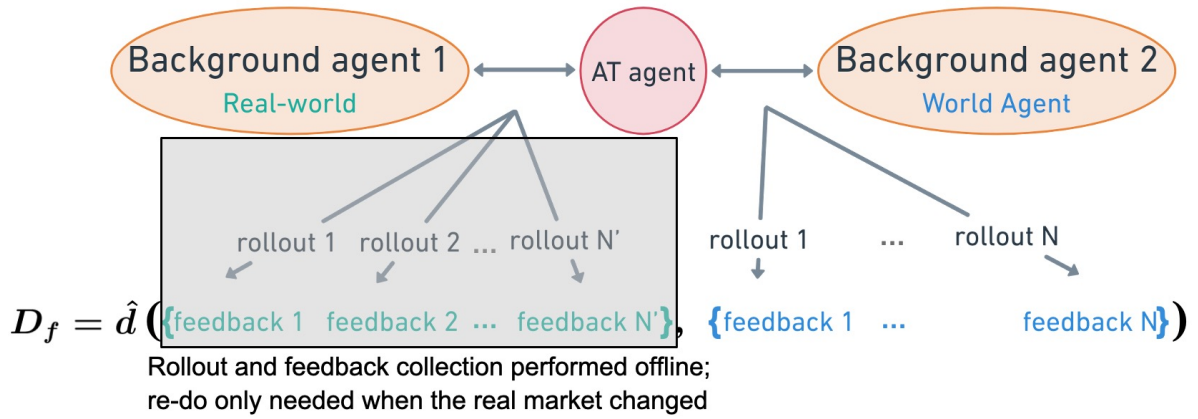 Background agent 1
Real-world
AT agent
Background agent 2
World Agent
rollout 1 rollout 2 ... rollout N'
rollout 1 ... rollout N
D_f = d̂ ({feedback 1 feedback 2 ... feedback N'}, {feedback 1 ... feedback N})
Rollout and feedback collection performed offline;
re-do only needed when the real market changed